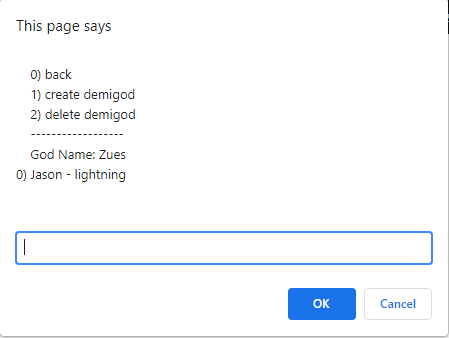 This page says
0) back
1) create demigod
2) delete demigod
------------------
God Name: Zues
0) Jason - lightning
OK
Cancel